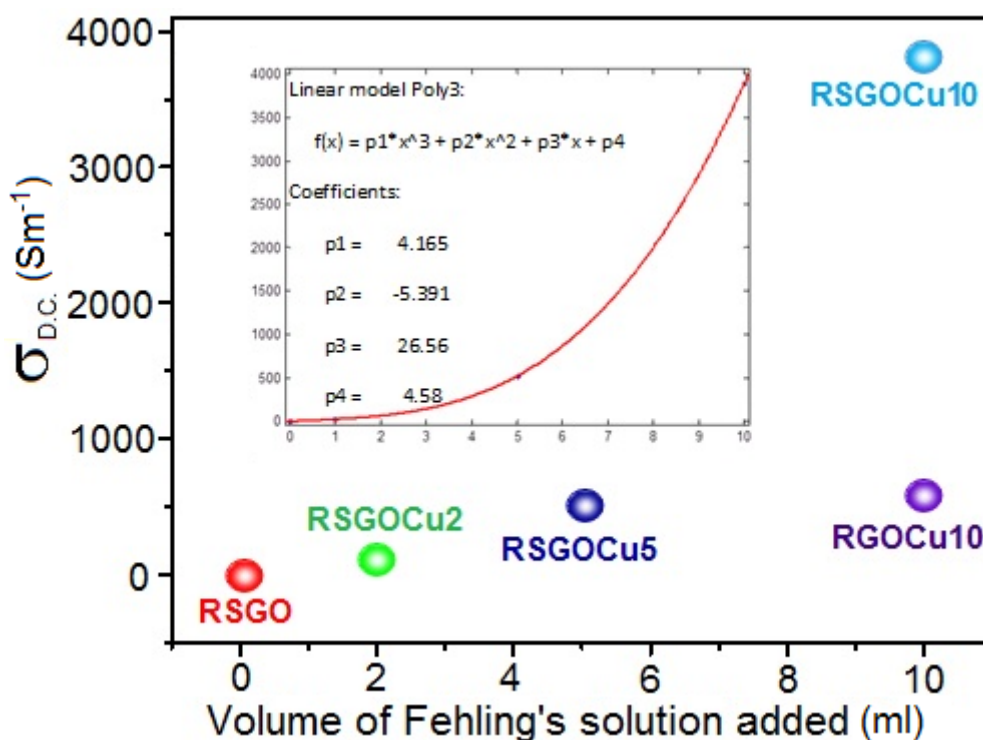 4000
3000
2000
1000
0
σD.C. (Sm-1)
4000
3500
3000
2500
2000
1500
1000
500
0
Linear model Poly3:
f(x) = p1*x^3 + p2*x^2 + p3*x + p4
Coefficients:
p1 = 4.165
p2 = -5.391
p3 = 26.56
p4 = 4.58
0 1 2 3 4 5 6 7 8 9 10
RSGOCu10
RSGOCu2
RSGO
RSGOCu5
RGOCu10
0 2 4 6 8 10
Volume of Fehling's solution added (ml)